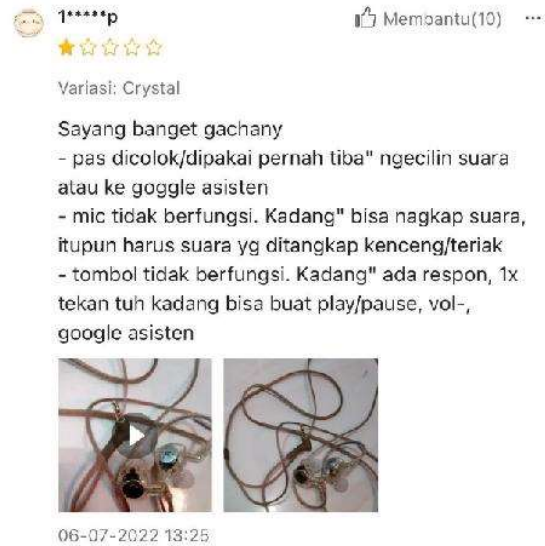 1*****p
Membantu(10)
Variasi: Crystal
Sayang banget gachany
- pas dicolok/dipakai pernah tiba" ngecilin suara
atau ke goggle asisten
- mic tidak berfungsi. Kadang" bisa nagkap suara,
itupun harus suara yg ditangkap kenceng/teriak
- tombol tidak berfungsi. Kadang" ada respon, 1x
tekan tuh kadang bisa buat play/pause, vol-,
google asisten
06-07-2022 13:25